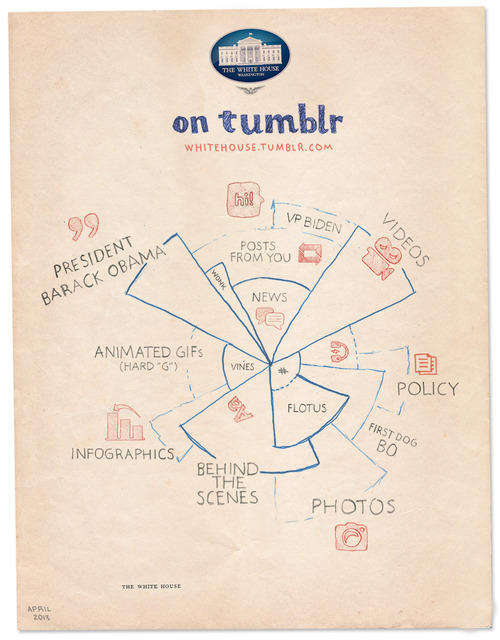 THE WHITE HOUSE
WASHINGTON
on tumblr
WHITEHOUSE.TUMBLR.COM
hi!
VP BIDEN
VIDEOS
POSTS
FROM YOU
PRESIDENT
BARACK OBAMA
WONK
NEWS
ANIMATED GIFs
(HARD "G")
VINES
#
POLICY
FLOTUS
FIRST DOG
BO
INFOGRAPHICS
BEHIND
THE
SCENES
PHOTOS
THE WHITE HOUSE
APRIL
2013